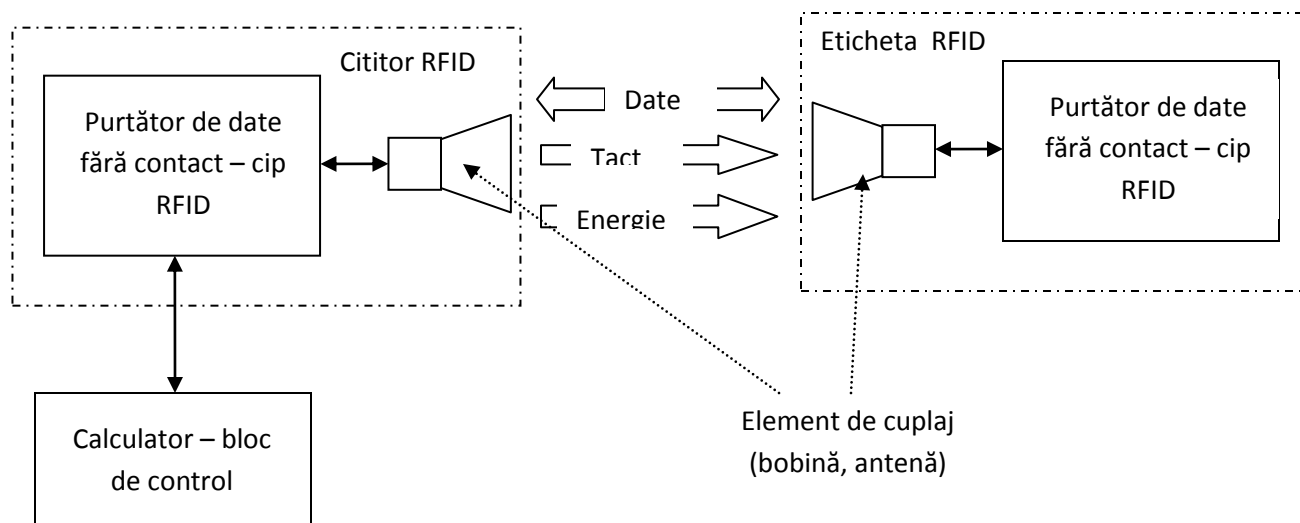 Cititor RFID
Purtător de date
fără contact – cip
RFID
Date
Tact
Energie
Eticheta RFID
Purtător de date
fără contact – cip
RFID
Calculator – bloc
de control
Element de cuplaj
(bobină, antenă)